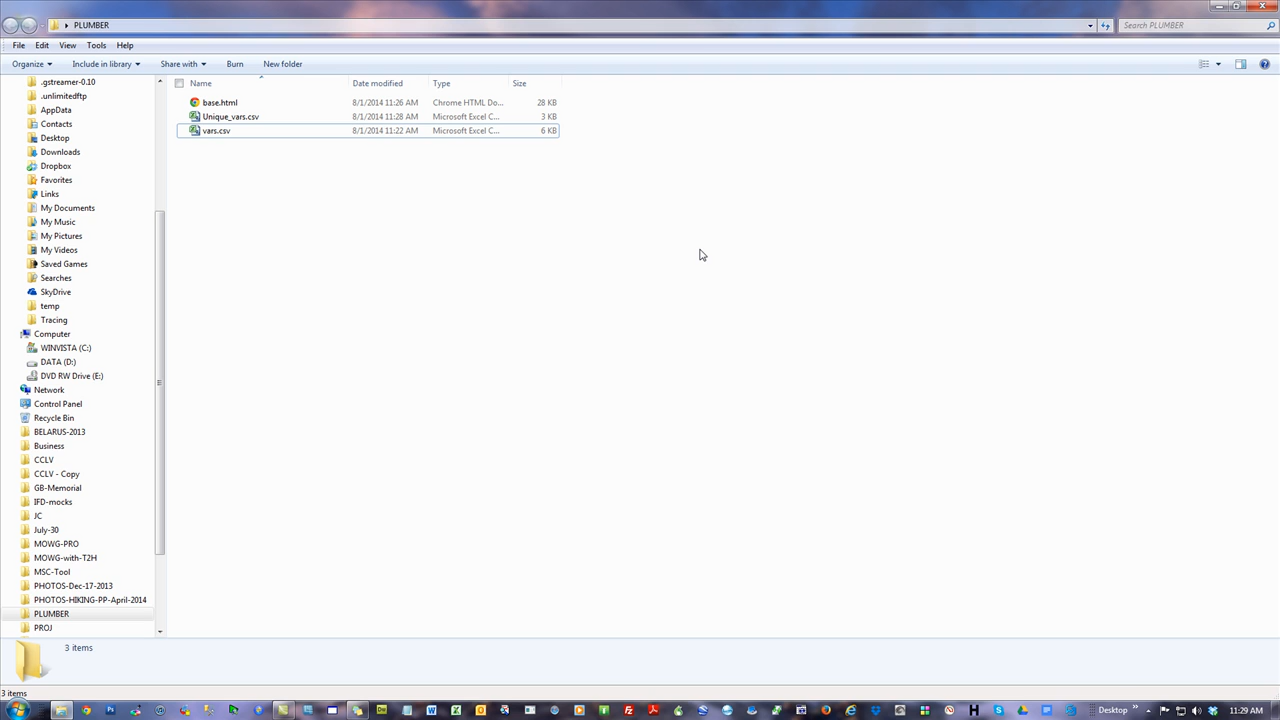 PLUMBER
Search PLUMBER
File Edit View Tools Help
Organize Include in library Share with Burn New folder
Name Date modified Type Size
base.html 8/1/2014 11:26 AM Chrome HTML Do... 28 KB
Unique_vars.csv 8/1/2014 11:28 AM Microsoft Excel C... 3 KB
vars.csv 8/1/2014 11:22 AM Microsoft Excel C... 6 KB
.gstreamer-0.10
.unlimitedftp
AppData
Contacts
Desktop
Downloads
Dropbox
Favorites
Links
My Documents
My Music
My Pictures
My Videos
Saved Games
Searches
SkyDrive
temp
Tracing
Computer
WINVISTA (C:)
DATA (D:)
DVD RW Drive (E:)
Network
Control Panel
Recycle Bin
BELARUS-2013
Business
CCLV
CCLV - Copy
GB-Memorial
IFD-mocks
JC
July-30
MOWG-PRO
MOWG-with-T2H
MSC-Tool
PHOTOS-Dec-17-2013
PHOTOS-HIKING-PP-April-2014
PLUMBER
PROJ
3 items
3 items
Desktop
11:29 AM